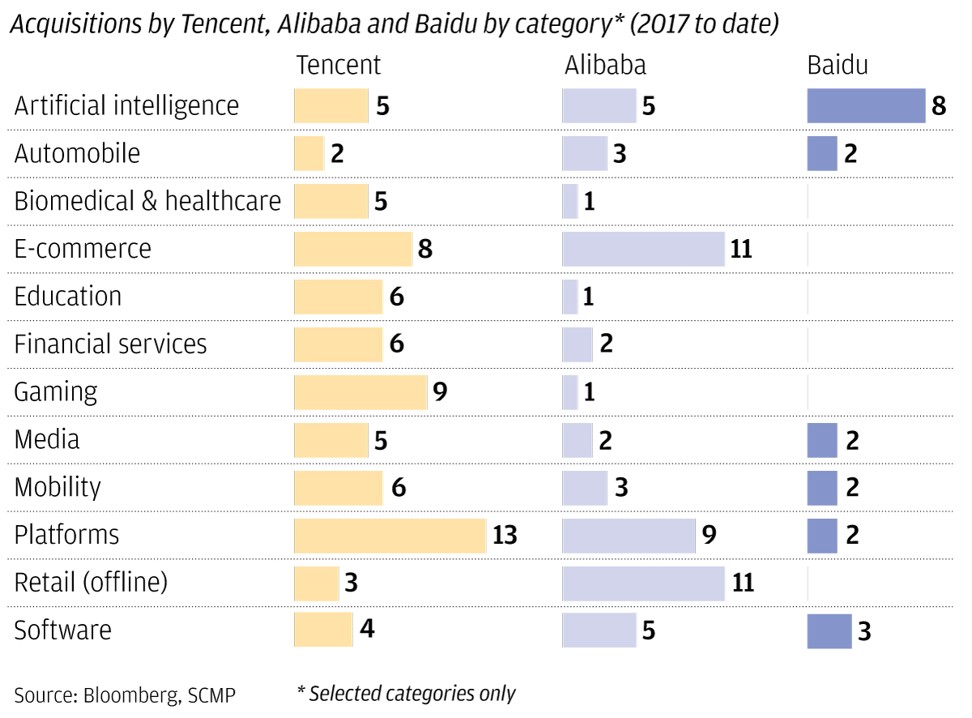 Acquisitions by Tencent, Alibaba and Baidu by category* (2017 to date)
Tencent Alibaba Baidu
Artificial intelligence 5 5 8
Automobile 2 3 2
Biomedical & healthcare 5 1
E-commerce 8 11
Education 6 1
Financial services 6 2
Gaming 9 1
Media 5 2 2
Mobility 6 3 2
Platforms 13 9 2
Retail (offline) 3 11
Software 4 5 3
Source: Bloomberg, SCMP * Selected categories only